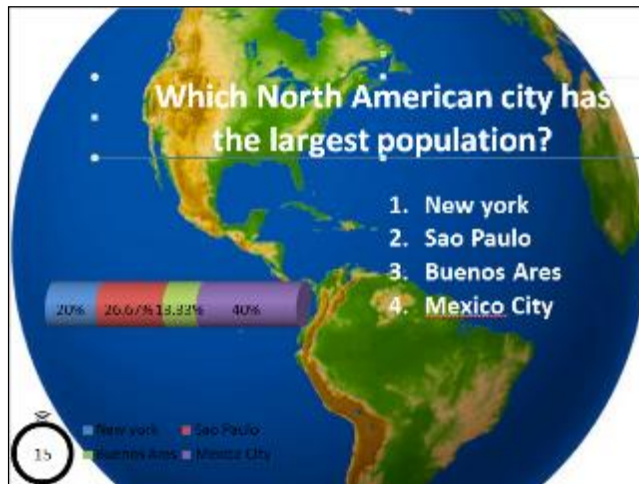 Which North American city has
the largest population?
1. New york
2. Sao Paulo
3. Buenos Ares
4. Mexico City
20% 26.67% 13.33% 40%
New york Sao Paulo
Buenos Ares Mexico City
15